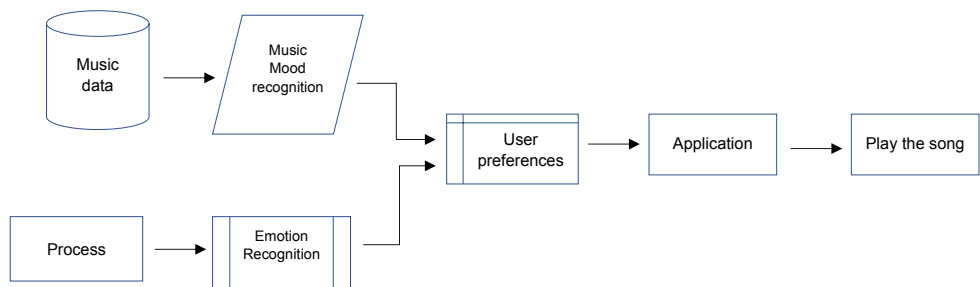 Music
data
Music
Mood
recognition
User
preferences
Application
Play the song
Process
Emotion
Recognition